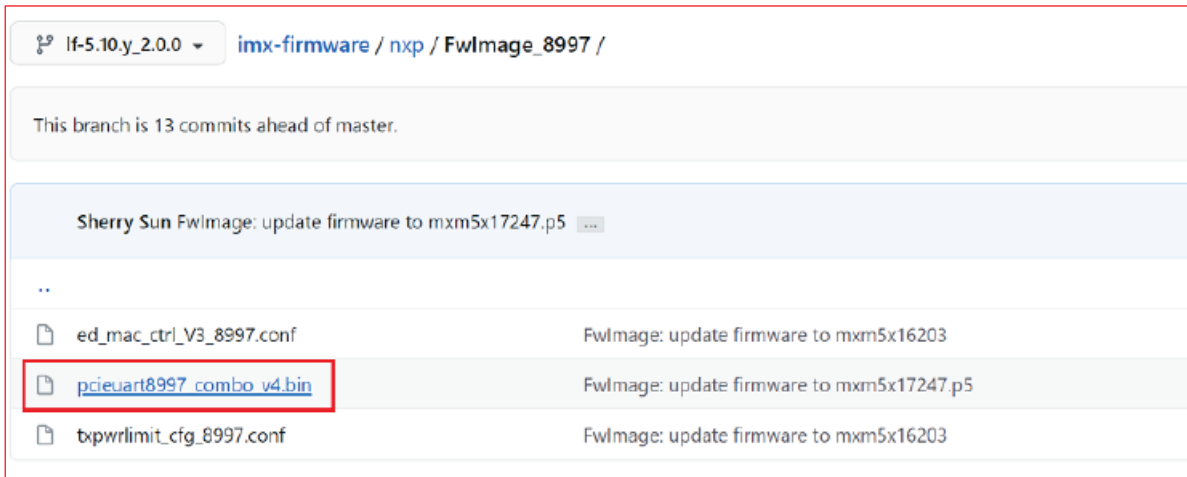 lf-5.10.y_2.0.0 imx-firmware / nxp / FwImage_8997 /
This branch is 13 commits ahead of master.
Sherry Sun FwImage: update firmware to mxm5x17247.p5 ...
..
ed_mac_ctrl_V3_8997.conf FwImage: update firmware to mxm5x16203
pcieuart8997_combo_v4.bin FwImage: update firmware to mxm5x17247.p5
txpwrlimit_cfg_8997.conf FwImage: update firmware to mxm5x16203